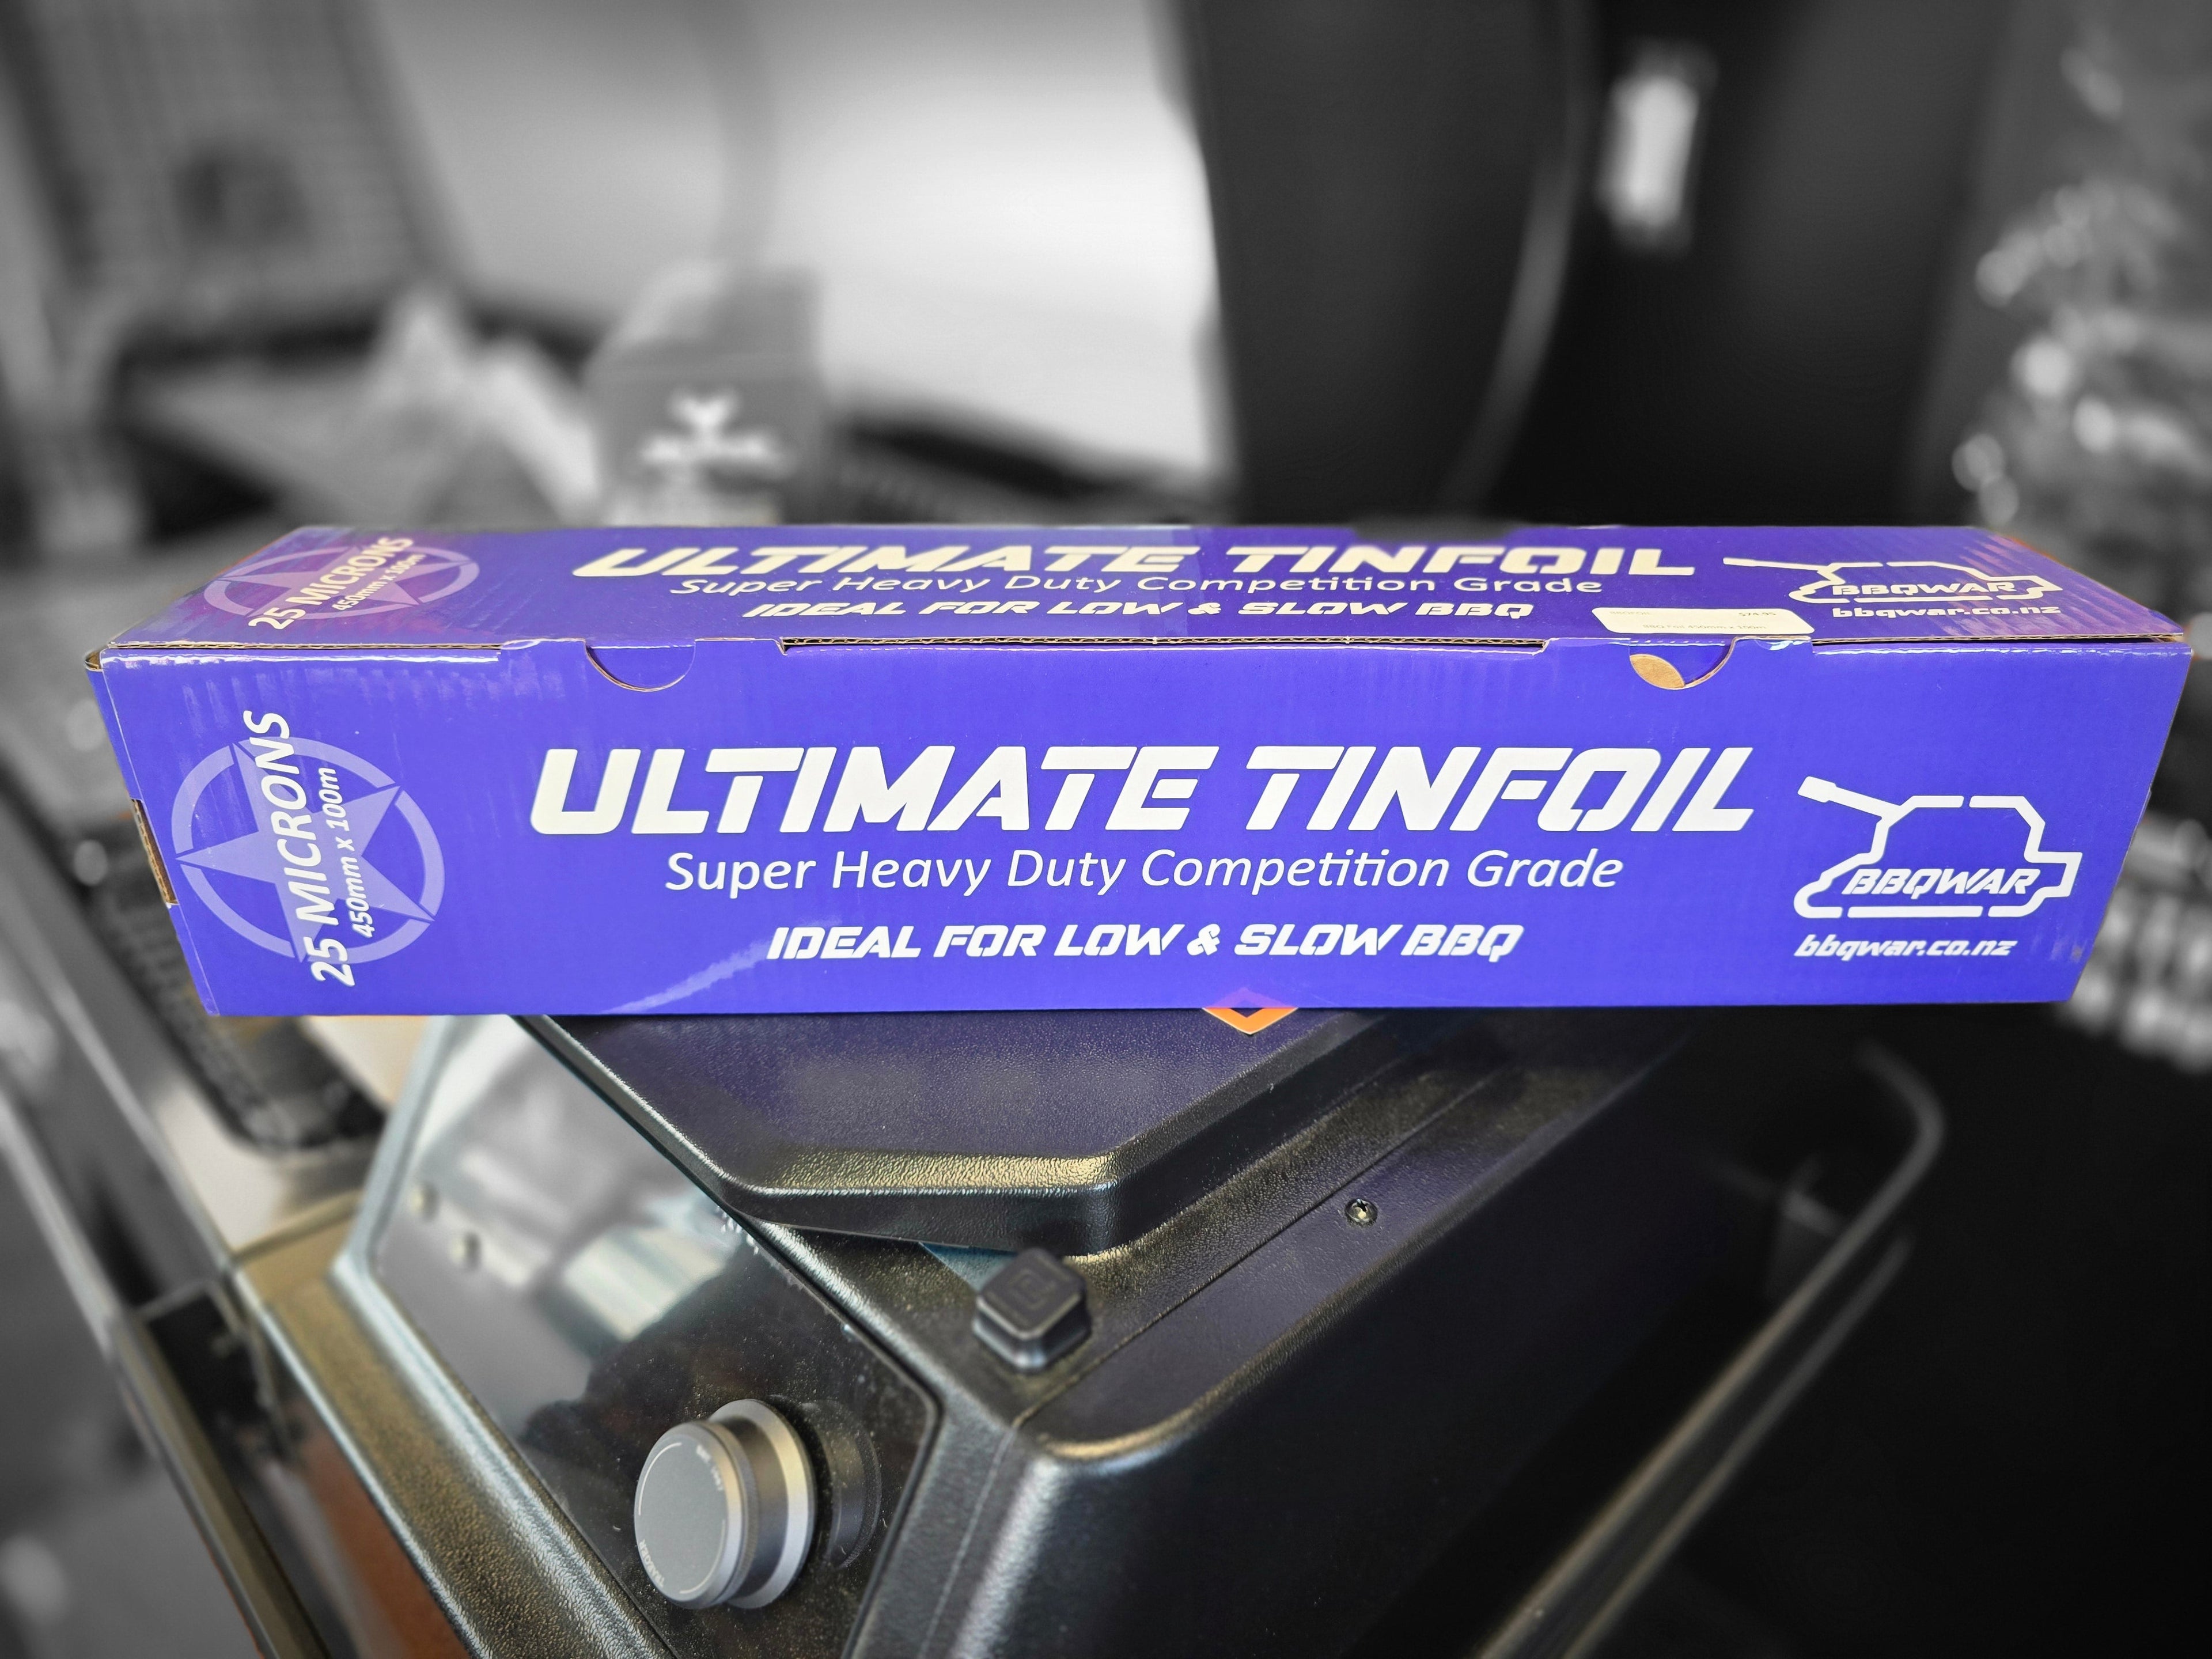 25 MICRONS
450mm x 100m
ULTIMATE TINFOIL
Super Heavy Duty Competition Grade
IDEAL FOR LOW & SLOW BBQ
BBQWAR
bbqwar.co.nz
25 MICRONS
450mm x 100m
ULTIMATE TINFOIL
Super Heavy Duty Competition Grade
IDEAL FOR LOW & SLOW BBQ
BBQWAR
bbqwar.co.nz